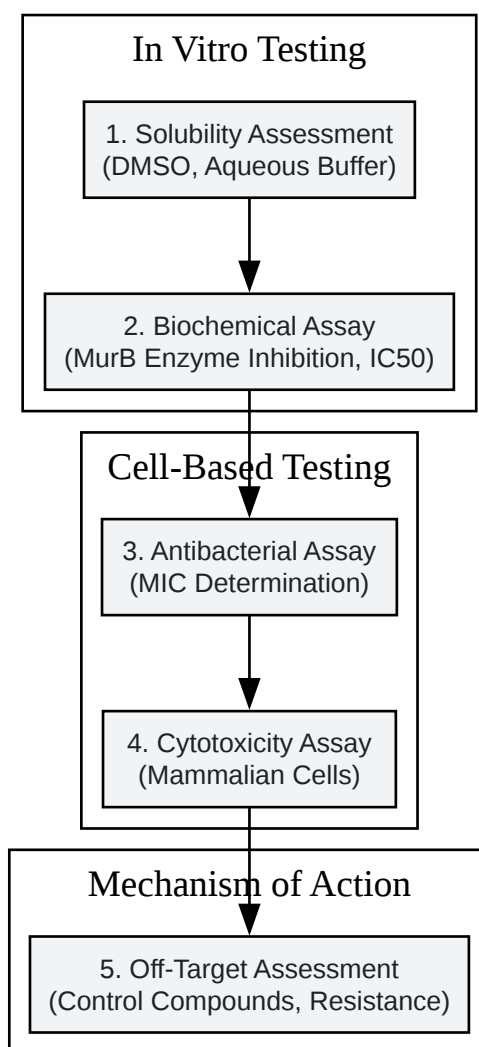 In Vitro Testing
1. Solubility Assessment
(DMSO, Aqueous Buffer)
2. Biochemical Assay
(MurB Enzyme Inhibition, IC50)
Cell-Based Testing
3. Antibacterial Assay
(MIC Determination)
4. Cytotoxicity Assay
(Mammalian Cells)
Mechanism of Action
5. Off-Target Assessment
(Control Compounds, Resistance)